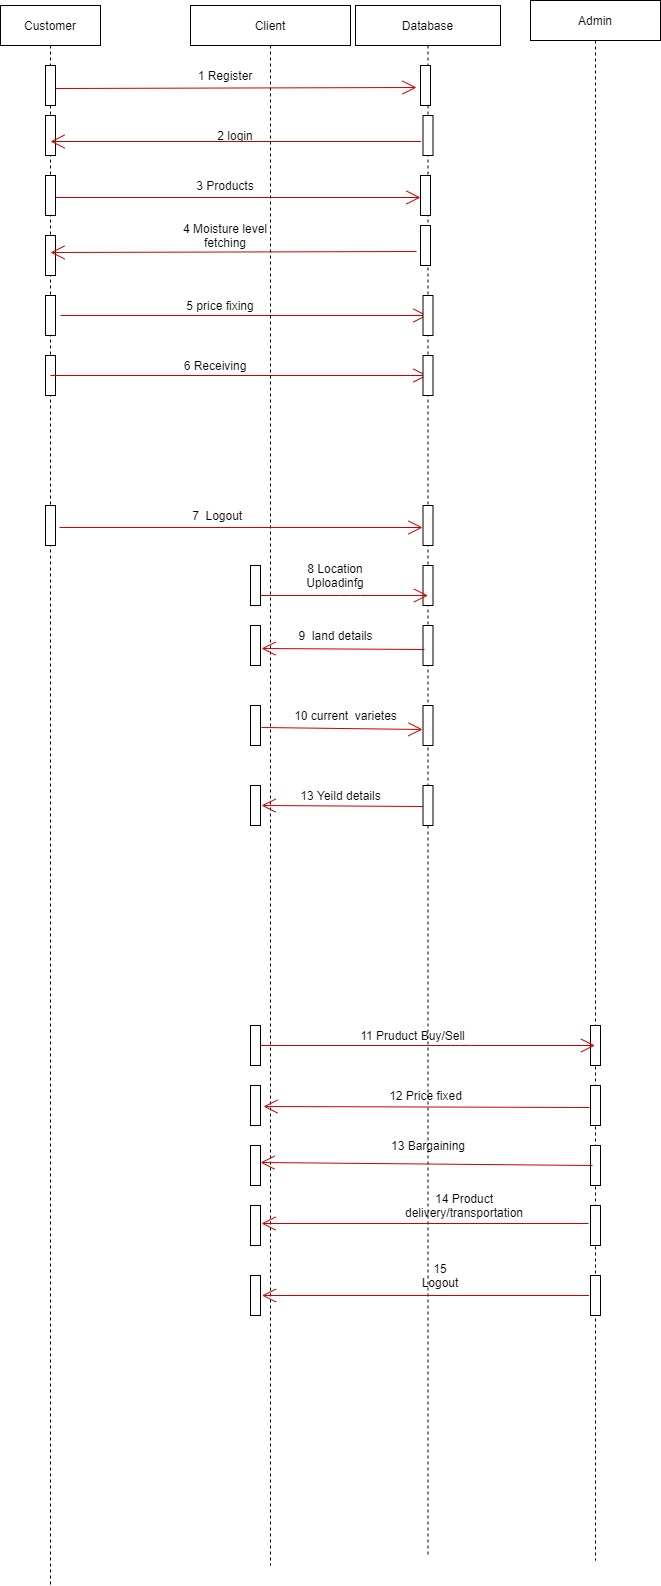 Customer
Client
Database
Admin
1 Register
2 login
3 Products
4 Moisture level
fetching
5 price fixing
6 Receiving
7 Logout
8 Location
Uploadinfg
9 land details
10 current varietes
13 Yeild details
11 Pruduct Buy/Sell
12 Price fixed
13 Bargaining
14 Product
delivery/transportation
15
Logout